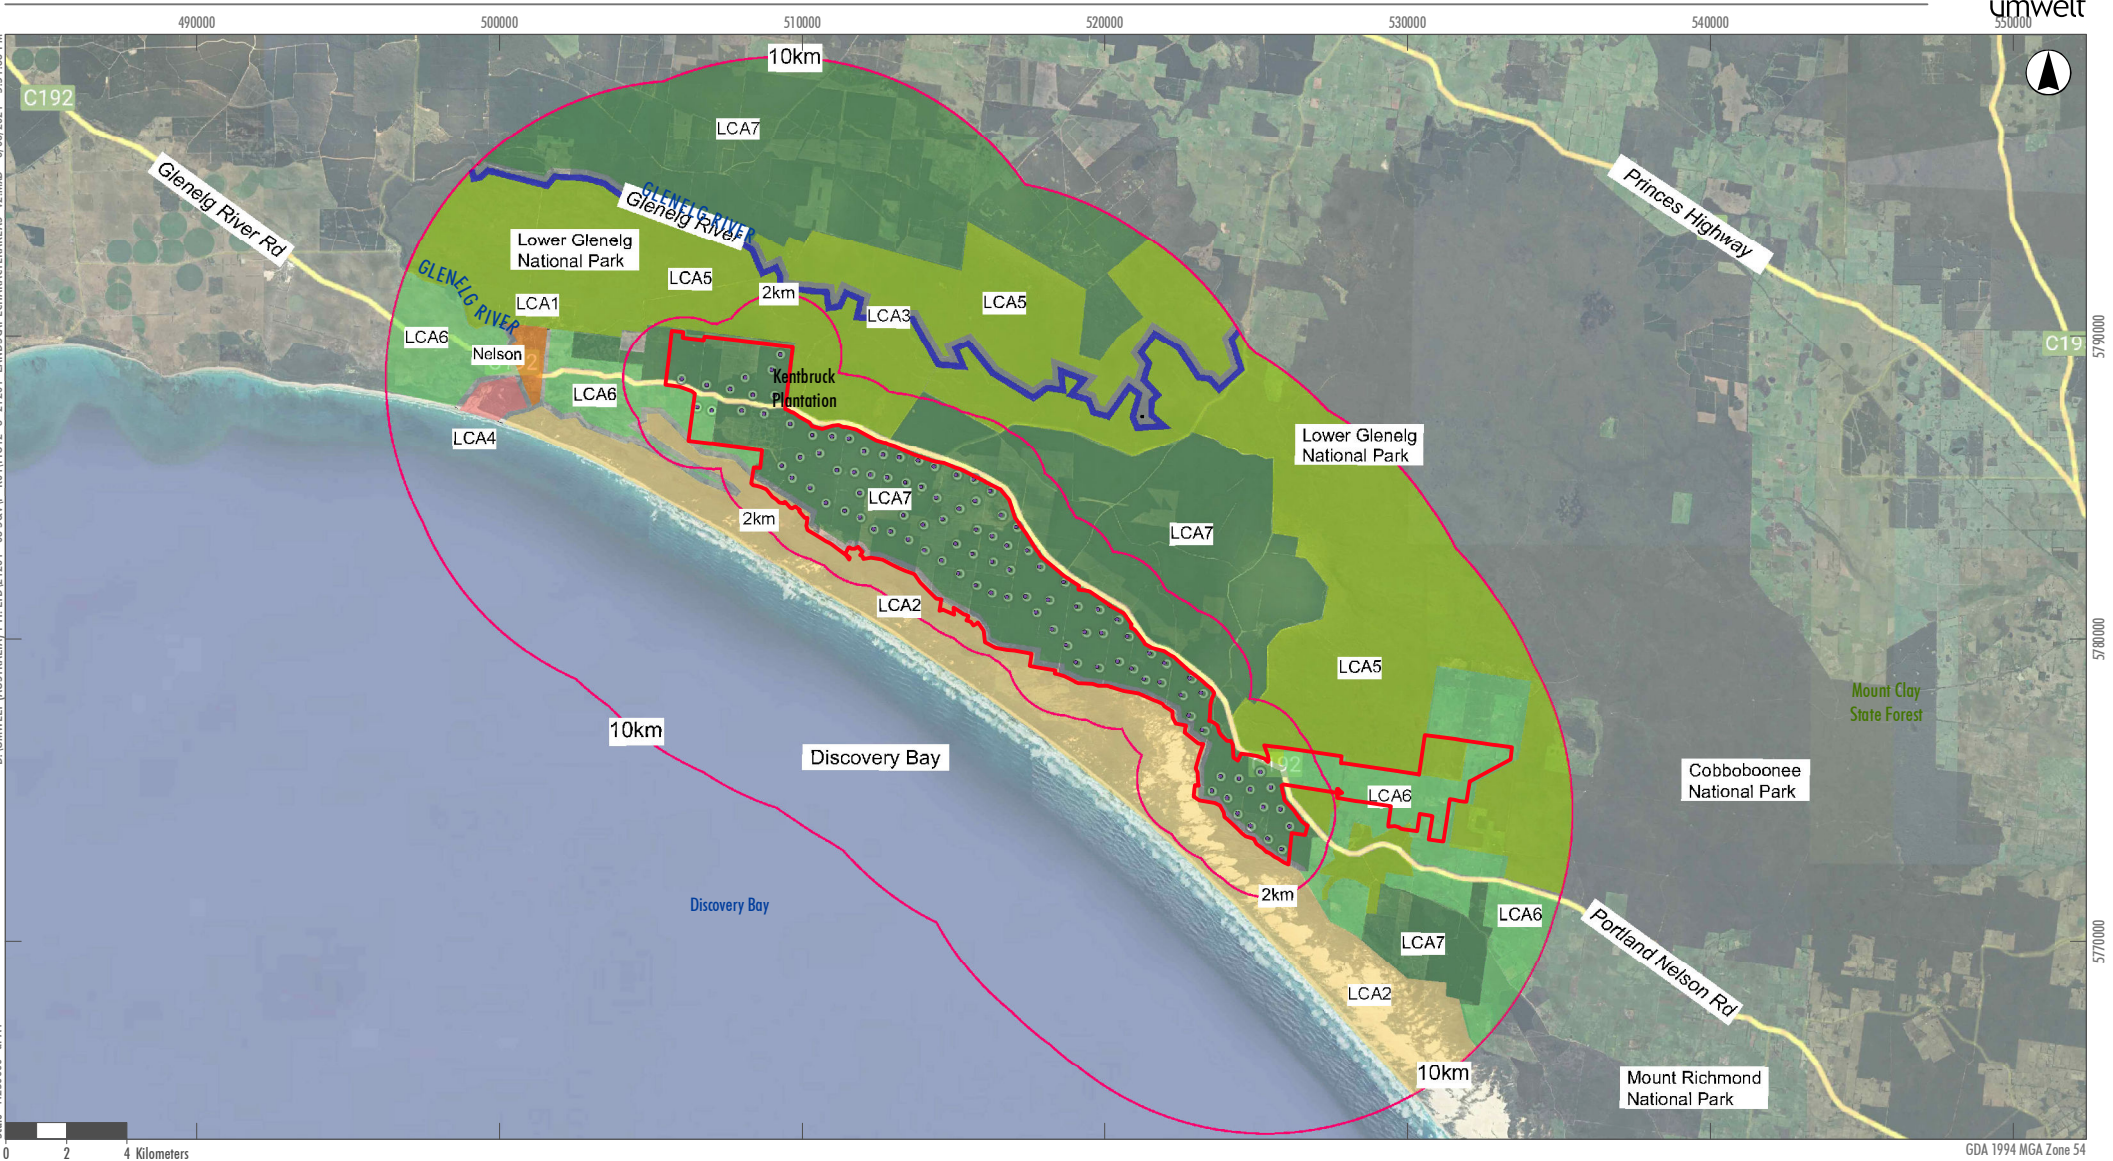 umwelt
490000
500000
510000
520000
530000
540000
550000
10km
C192
LCA7
Glenelg River Rd
Princes Highway
GLENELG RIVER
Glenelg River
Lower Glenelg
National Park
LCA5
GLENELG RIVER
LCA1
2km
LCA3
LCA5
LCA6
Nelson
5790000
C19
Kentbruck
Plantation
LCA6
LCA4
Lower Glenelg
National Park
LCA7
2km
LCA7
LCA2
5780000
LCA5
Mount Clay
State Forest
10km
Discovery Bay
192
LCA6
Cobboboonee
National Park
2km
Discovery Bay
LCA6
Portland Nelson Rd
LCA7
5770000
LCA2
10km
Mount Richmond
National Park
0 2 4 Kilometers
GDA 1994 MGA Zone 54